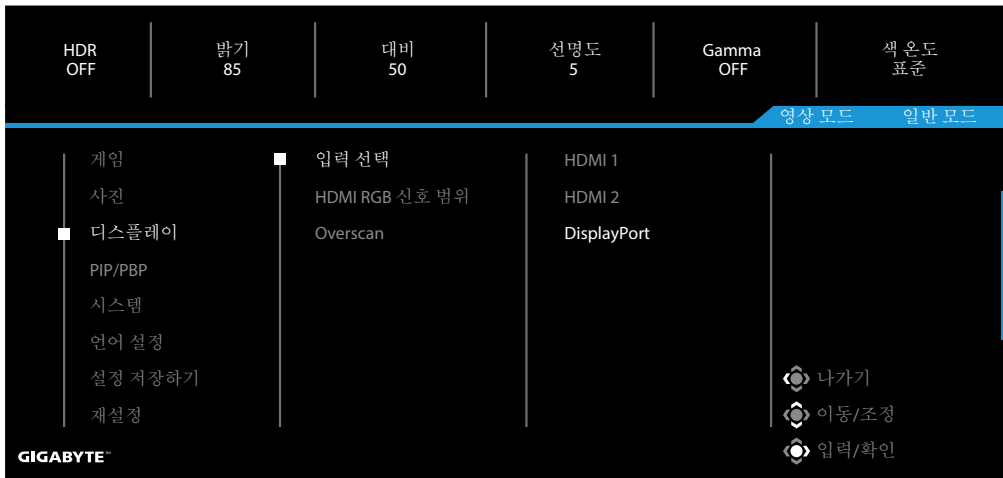 HDR
OFF
밝기
85
대비
50
선명도
5
Gamma
OFF
색 온도
표준
영상 모드 일반 모드
게임
사진
디스플레이
PIP/PBP
시스템
언어 설정
설정 저장하기
재설정
입력 선택
HDMI RGB 신호 범위
Overscan
HDMI 1
HDMI 2
DisplayPort
나가기
이동/조정
입력/확인
GIGABYTE™